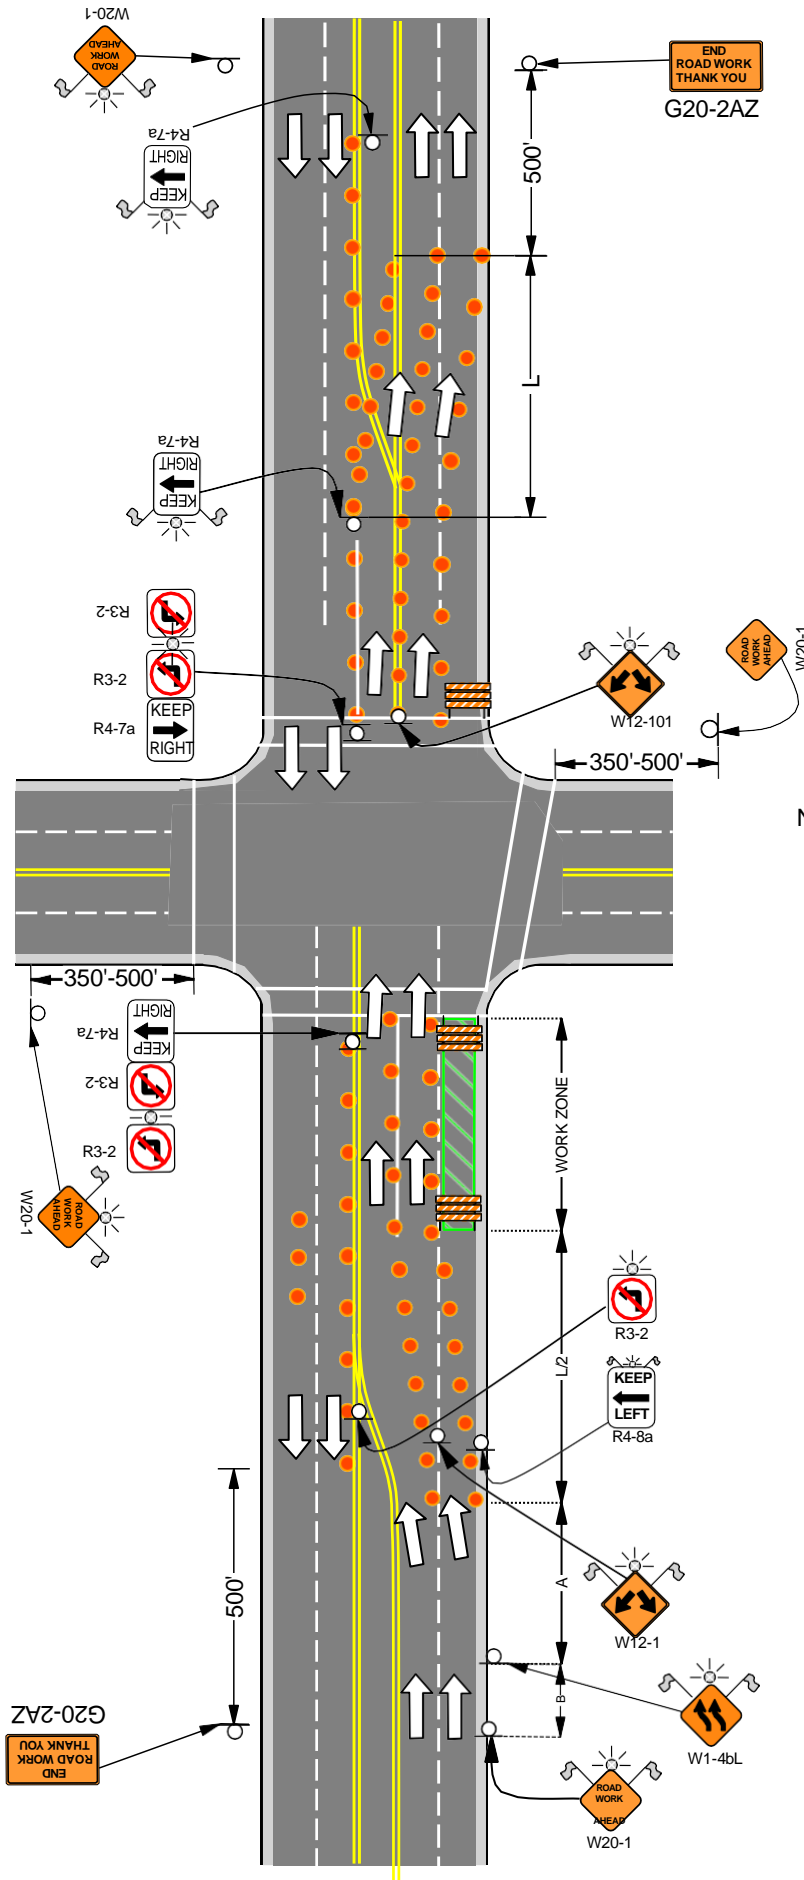 W20-1
ROAD
WORK
AHEAD
END
ROAD WORK
THANK YOU
G20-2AZ
R4-7a
KEEP
RIGHT
500'
L
R4-7a
KEEP
RIGHT
R3-2
R3-2
R4-7a
KEEP
RIGHT
W12-101
ROAD
WORK
AHEAD
W20-1
350'-500'
N
350'-500'
R4-7a
KEEP
RIGHT
R3-2
R3-2
WORK ZONE
W20-1
ROAD
WORK
AHEAD
R3-2
L/2
KEEP
LEFT
R4-8a
A
500'
W12-1
B
G20-2AZ
END
ROAD WORK
THANK YOU
W1-4bL
ROAD
WORK
AHEAD
W20-1